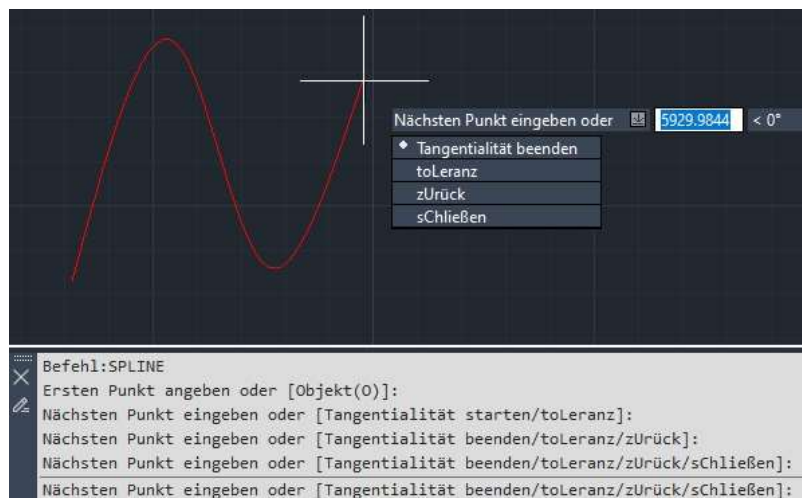 Nächsten Punkt eingeben oder 5929.9844 < 0°
Tangentialität beenden
toLeranz
zUrück
sChließen
Befehl:SPLINE
Ersten Punkt angeben oder [Objekt(O)]:
Nächsten Punkt eingeben oder [Tangentialität starten/toLeranz]:
Nächsten Punkt eingeben oder [Tangentialität beenden/toLeranz/zUrück]:
Nächsten Punkt eingeben oder [Tangentialität beenden/toLeranz/zUrück/sChließen]:
Nächsten Punkt eingeben oder [Tangentialität beenden/toLeranz/zUrück/sChließen]: